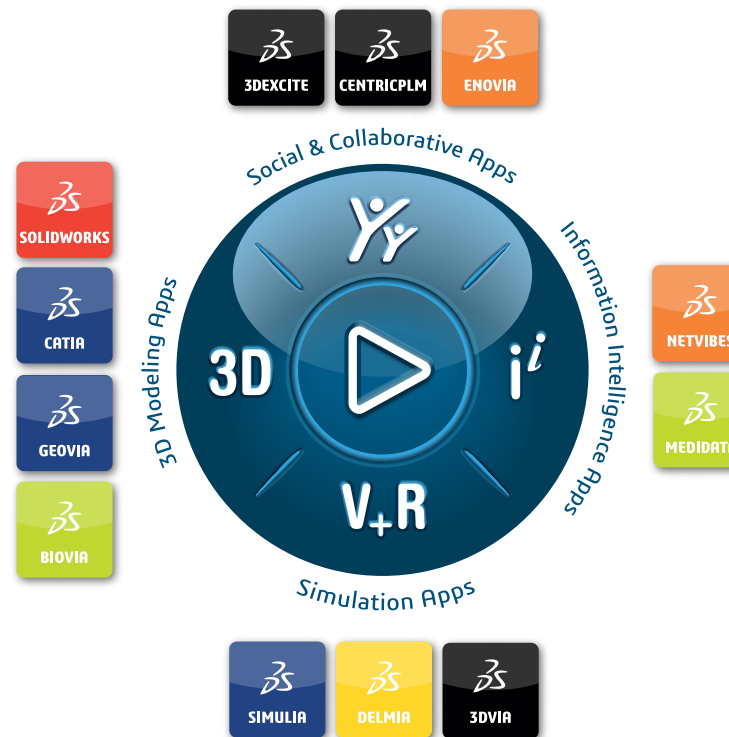 3DEXCITE
CENTRICPLM
ENOVIA
Social & Collaborative Apps
SOLIDWORKS
CATIA
GEOVIA
BIOVIA
3D Modeling Apps
3D
i i
V+R
Information Intelligence Apps
NETVIBES
MEDIDATA
Simulation Apps
SIMULIA
DELMIA
3DVIA